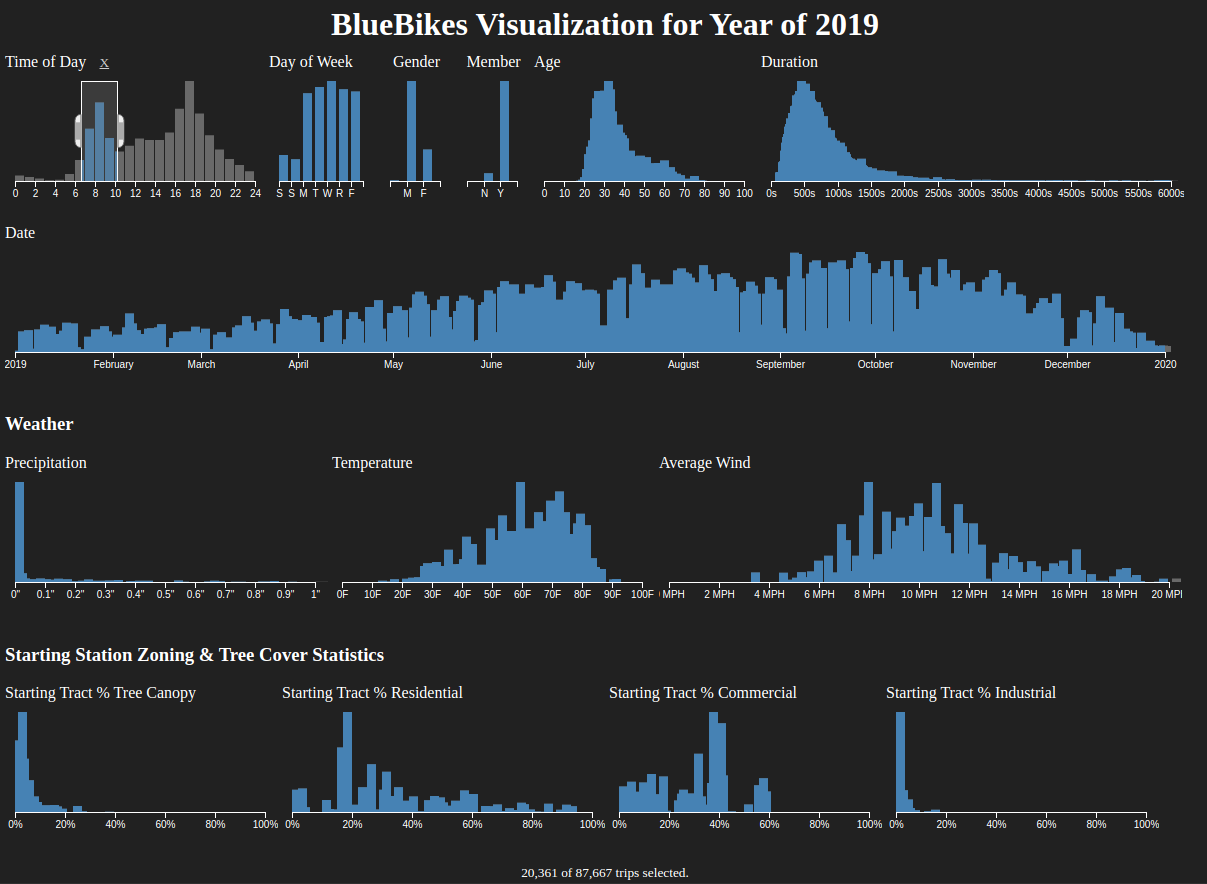 BlueBikes Visualization for Year of 2019
Time of Day X Day of Week Gender Member Age Duration
0 2 4 6 8 10 12 14 16 18 20 22 24 S S M T W R F M F N Y 0 10 20 30 40 50 60 70 80 90 100 0s 500s 1000s 1500s 2000s 2500s 3000s 3500s 4000s 4500s 5000s 5500s 6000s
Date
2019 February March April May June July August September October November December 2020
Weather
Precipitation Temperature Average Wind
0" 0.1" 0.2" 0.3" 0.4" 0.5" 0.6" 0.7" 0.8" 0.9" 1" 0F 10F 20F 30F 40F 50F 60F 70F 80F 90F 100F MPH 2 MPH 4 MPH 6 MPH 8 MPH 10 MPH 12 MPH 14 MPH 16 MPH 18 MPH 20 MPH
Starting Station Zoning & Tree Cover Statistics
Starting Tract % Tree Canopy Starting Tract % Residential Starting Tract % Commercial Starting Tract % Industrial
0% 20% 40% 60% 80% 100% 0% 20% 40% 60% 80% 100% 0% 20% 40% 60% 80% 100% 0% 20% 40% 60% 80% 100%
20,361 of 87,667 trips selected.